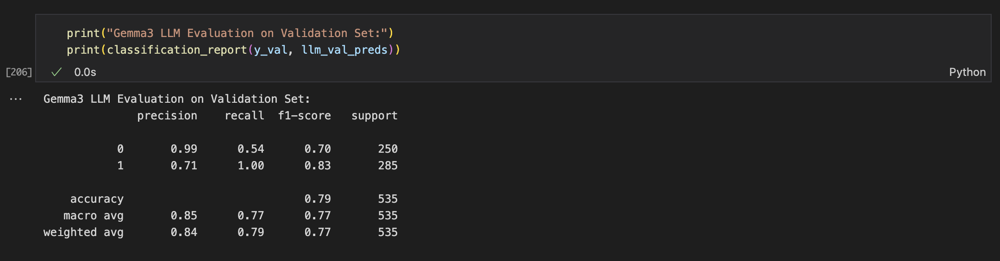 print("Gemma3 LLM Evaluation on Validation Set:")
print(classification_report(y_val, llm_val_preds))
[206] ✓ 0.0s Python
... Gemma3 LLM Evaluation on Validation Set:
precision recall f1-score support
0 0.99 0.54 0.70 250
1 0.71 1.00 0.83 285
accuracy 0.79 535
macro avg 0.85 0.77 0.77 535
weighted avg 0.84 0.79 0.77 535